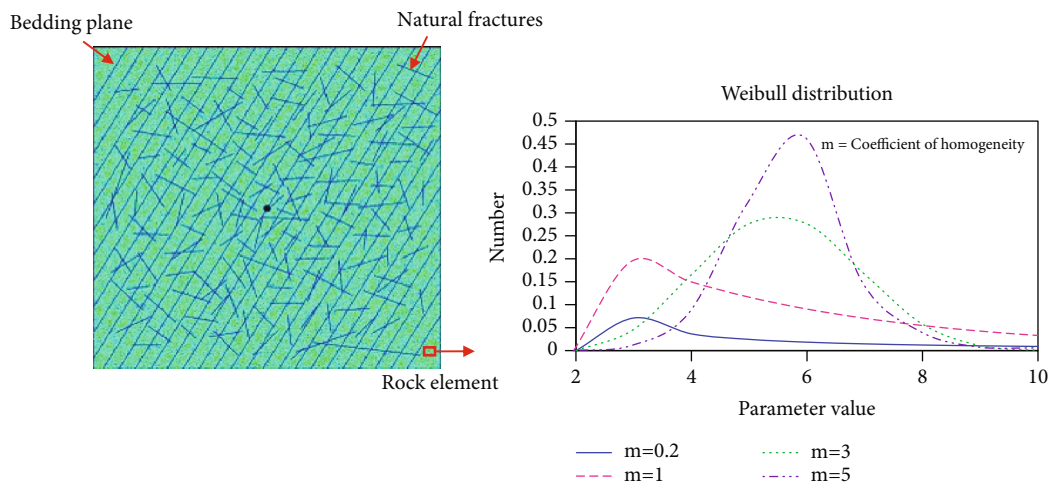 Bedding plane
Natural fractures
Rock element
Weibull distribution
m = Coefficient of homogeneity
Number
0.5
0.45
0.4
0.35
0.3
0.25
0.2
0.15
0.1
0.05
0
2
4
6
8
10
Parameter value
m=0.2
m=3
m=1
m=5